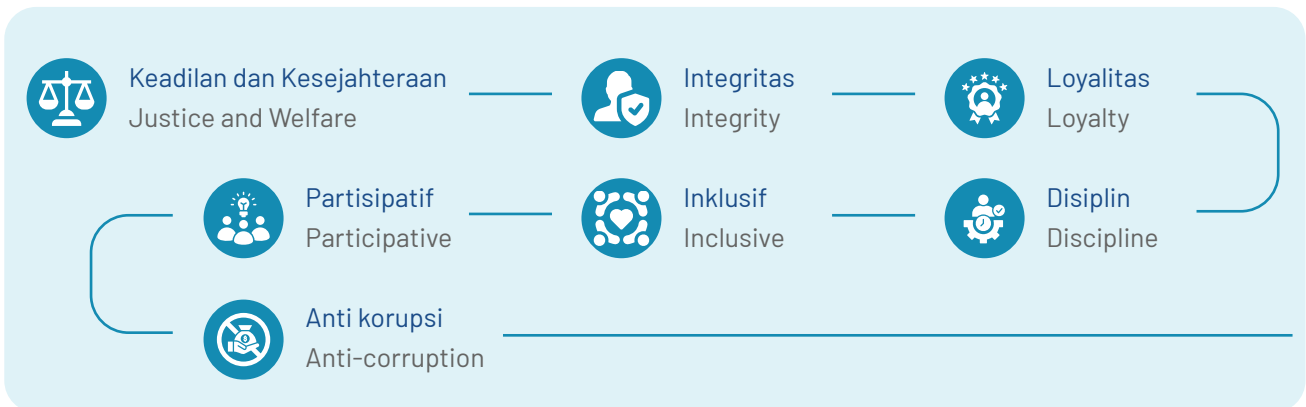 Keadilan dan Kesejahteraan
Justice and Welfare
Integritas
Integrity
Loyalitas
Loyalty
Partisipatif
Participative
Inklusif
Inclusive
Disiplin
Discipline
Anti korupsi
Anti-corruption